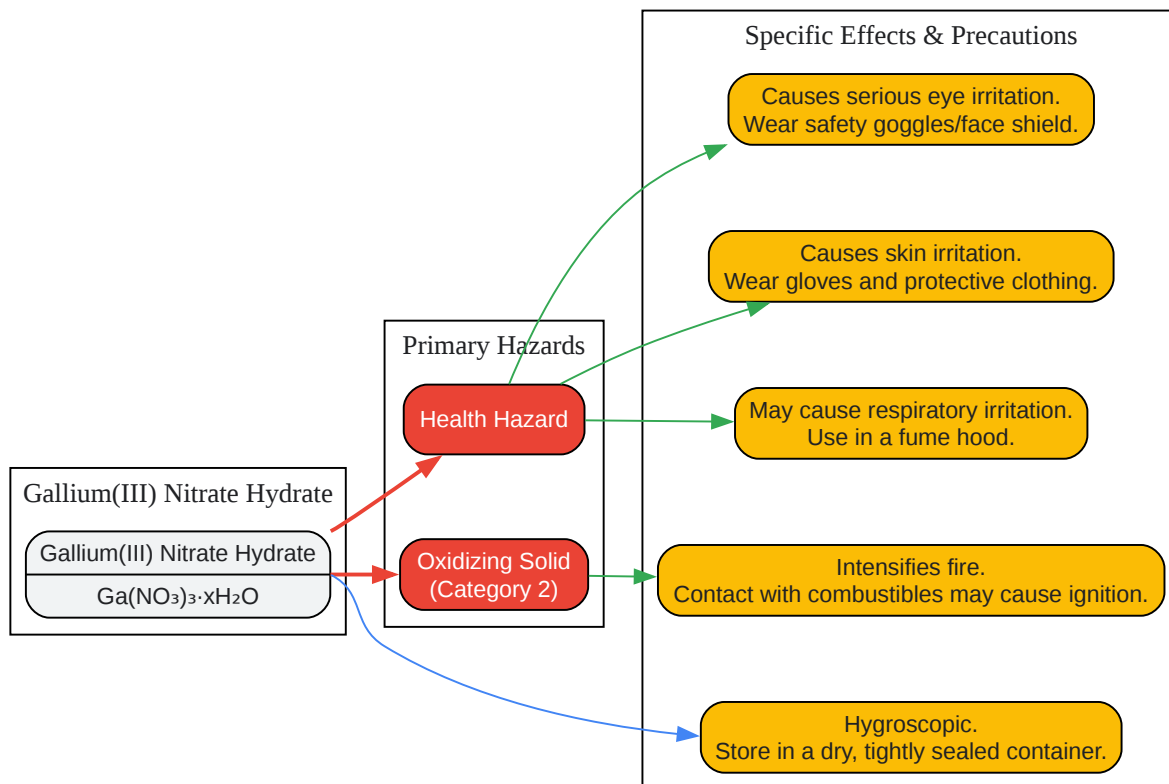 Specific Effects & Precautions
Causes serious eye irritation.
Wear safety goggles/face shield.
Causes skin irritation.
Wear gloves and protective clothing.
Primary Hazards
Health Hazard
May cause respiratory irritation.
Use in a fume hood.
Gallium(III) Nitrate Hydrate
Gallium(III) Nitrate Hydrate
Ga(NO₃)₃·xH₂O
Oxidizing Solid
(Category 2)
Intensifies fire.
Contact with combustibles may cause ignition.
Hygroscopic.
Store in a dry, tightly sealed container.